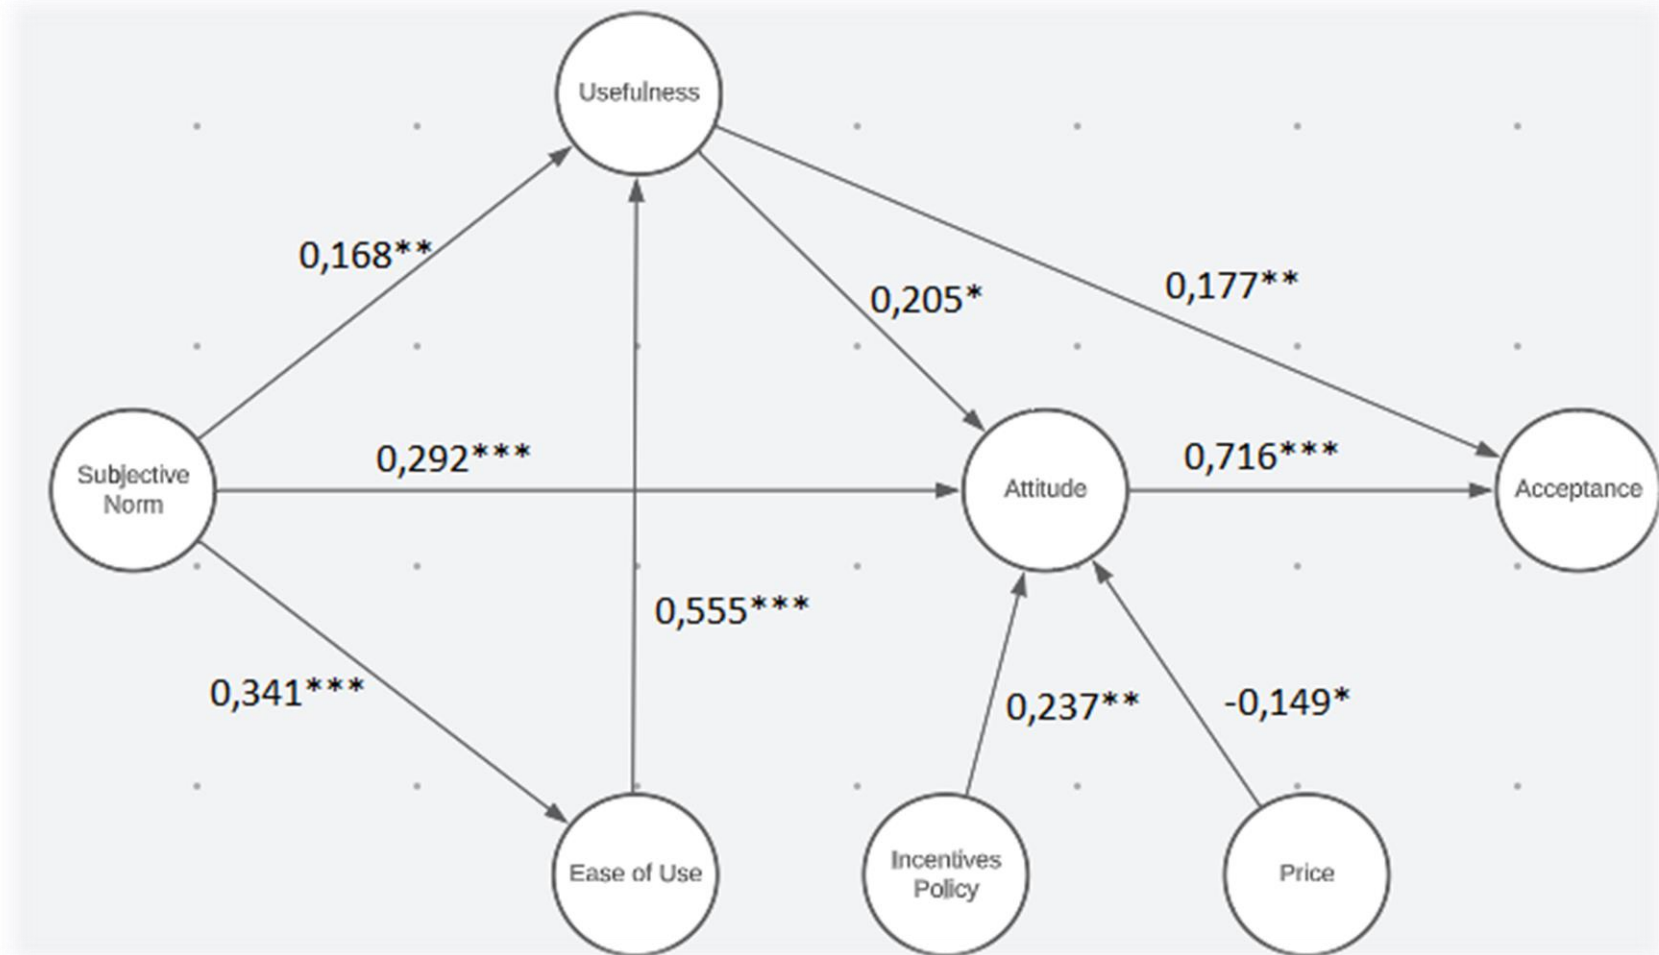 Usefulness
0,168**
0,205*
0,177**
Subjective
Norm
0,292***
Attitude
0,716***
Acceptance
0,555***
0,341***
0,237**
-0,149*
Ease of Use
Incentives
Policy
Price